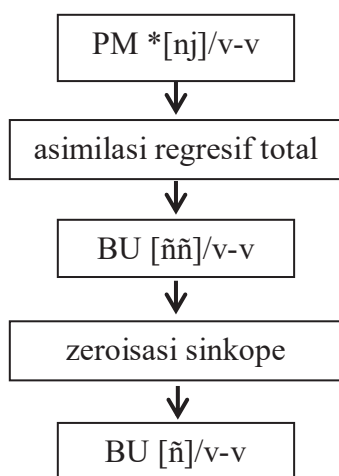 PM *[nj]/v-v
asimilasi regresif total
BU [ññ]/v-v
zeroisasi sinkope
BU [ñ]/v-v